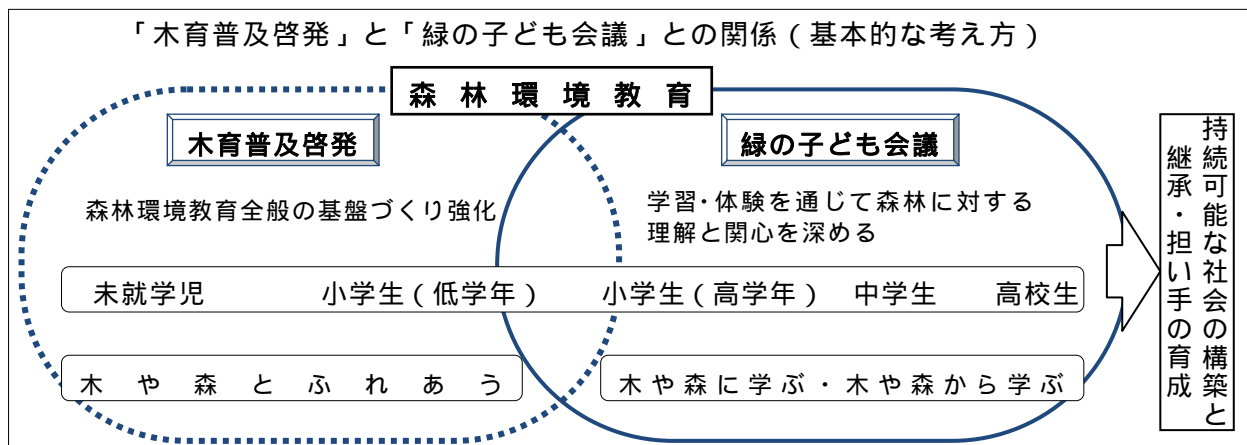 「木育普及啓発」と「緑の子ども会議」との関係(基本的な考え方)
森林環境教育
木育普及啓発
緑の子ども会議
森林環境教育全般の基盤づくり強化
学習・体験を通じて森林に対する
理解と関心を深める
未就学児 小学生(低学年) 小学生(高学年) 中学生 高校生
木や森とふれあう
木や森に学ぶ・木や森から学ぶ
持続可能な社会の構築と
継承・担い手の育成